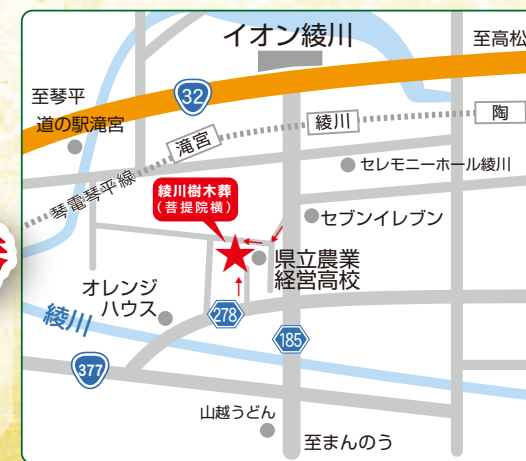 イオン綾川
至高松
至琴平
32
道の駅滝宮
滝宮
綾川
陶
琴電琴平線
セレモニーホール綾川
綾川樹木葬
(菩提院横)
セブンイレブン
県立農業
経営高校
オレンジ
ハウス
綾川
278
185
377
山越うどん
至まんのう